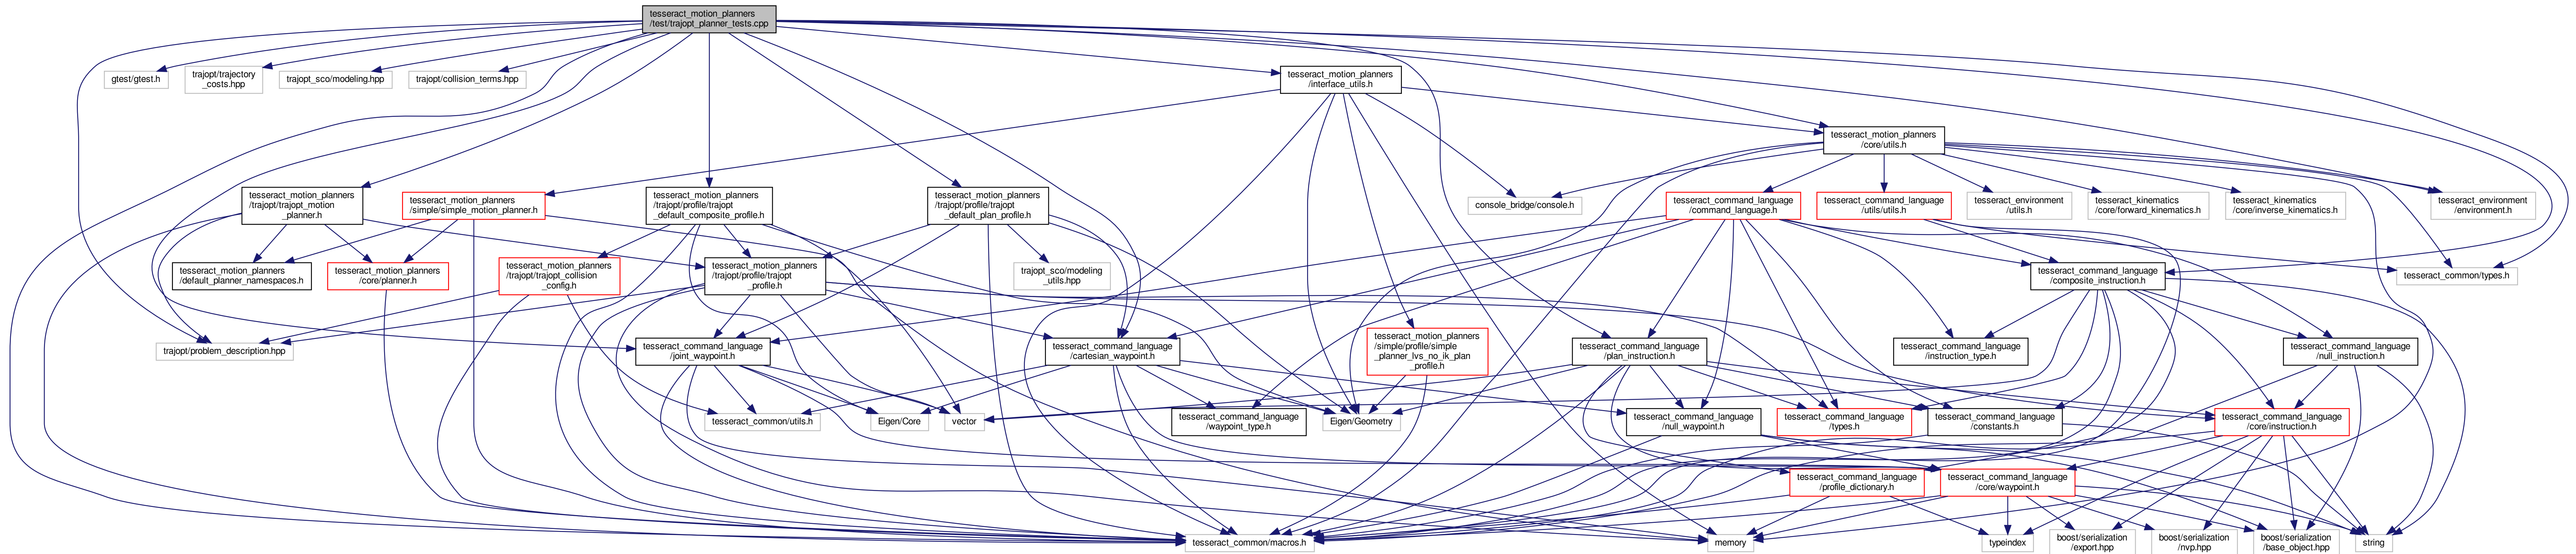 tesseract_motion_planners
/test/trajopt_planner_tests.cpp
gtest/gtest.h
trajopt/trajectory
_costs.hpp
trajopt_sco/modeling.hpp
trajopt/collision_terms.hpp
tesseract_motion_planners
/interface_utils.h
tesseract_motion_planners
/core/utils.h
tesseract_motion_planners
/trajopt/trajopt_motion
_planner.h
tesseract_motion_planners
/simple/simple_motion_planner.h
tesseract_motion_planners
/trajopt/profile/trajopt
_default_composite_profile.h
tesseract_motion_planners
/trajopt/profile/trajopt
_default_plan_profile.h
console_bridge/console.h
tesseract_command_language
/command_language.h
tesseract_command_language
/utils/utils.h
tesseract_environment
/utils.h
tesseract_kinematics
/core/forward_kinematics.h
tesseract_kinematics
/core/inverse_kinematics.h
tesseract_environment
/environment.h
tesseract_motion_planners
/default_planner_namespaces.h
tesseract_motion_planners
/core/planner.h
tesseract_motion_planners
/trajopt/trajopt_collision
_config.h
tesseract_motion_planners
/trajopt/profile/trajopt
_profile.h
trajopt_sco/modeling
_utils.hpp
tesseract_command_language
/composite_instruction.h
tesseract_common/types.h
trajopt/problem_description.hpp
tesseract_command_language
/joint_waypoint.h
tesseract_command_language
/cartesian_waypoint.h
tesseract_motion_planners
/simple/profile/simple
_planner_lvs_no_ik_plan
_profile.h
tesseract_command_language
/plan_instruction.h
tesseract_command_language
/instruction_type.h
tesseract_command_language
/null_instruction.h
tesseract_common/utils.h
Eigen/Core
vector
tesseract_command_language
/waypoint_type.h
Eigen/Geometry
tesseract_command_language
/null_waypoint.h
tesseract_command_language
/types.h
tesseract_command_language
/constants.h
tesseract_command_language
/core/instruction.h
tesseract_command_language
/profile_dictionary.h
tesseract_command_language
/core/waypoint.h
tesseract_common/macros.h
memory
typeindex
boost/serialization
/export.hpp
boost/serialization
/nvp.hpp
boost/serialization
/base_object.hpp
string